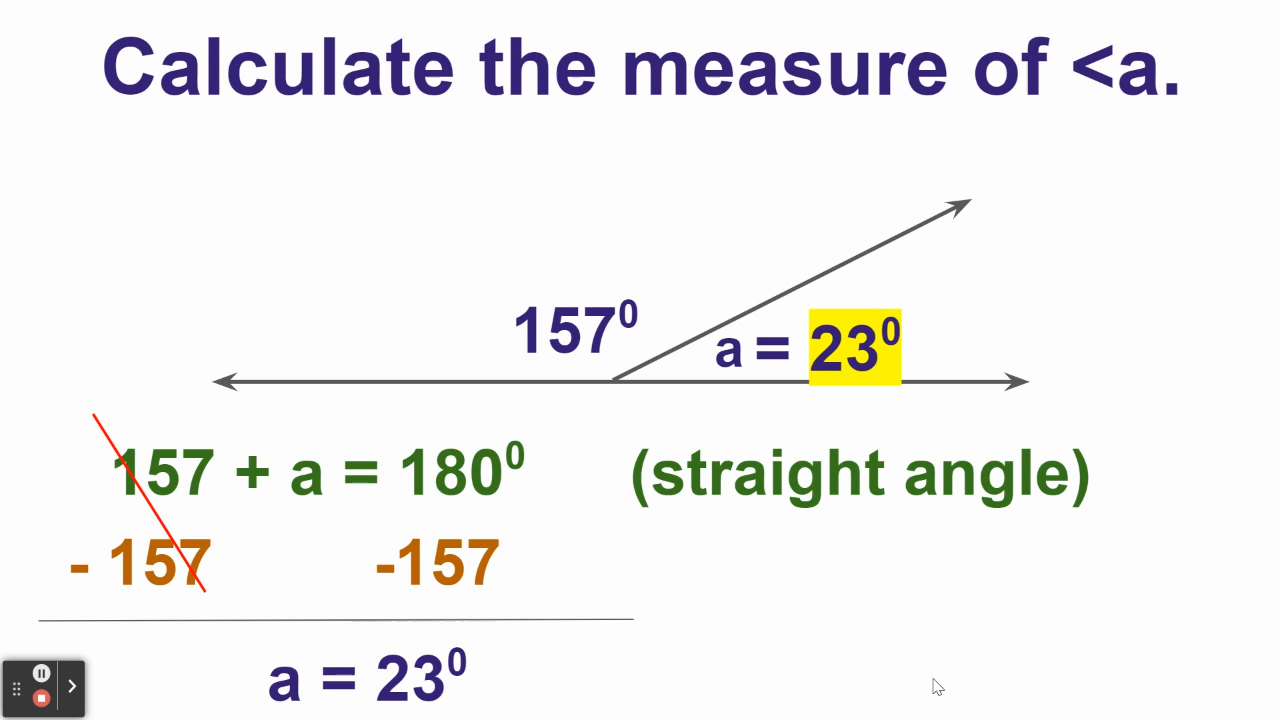 Calculate the measure of <a.
157⁰
a = 23⁰
157 + a = 180⁰ (straight angle)
- 157 -157
a = 23⁰